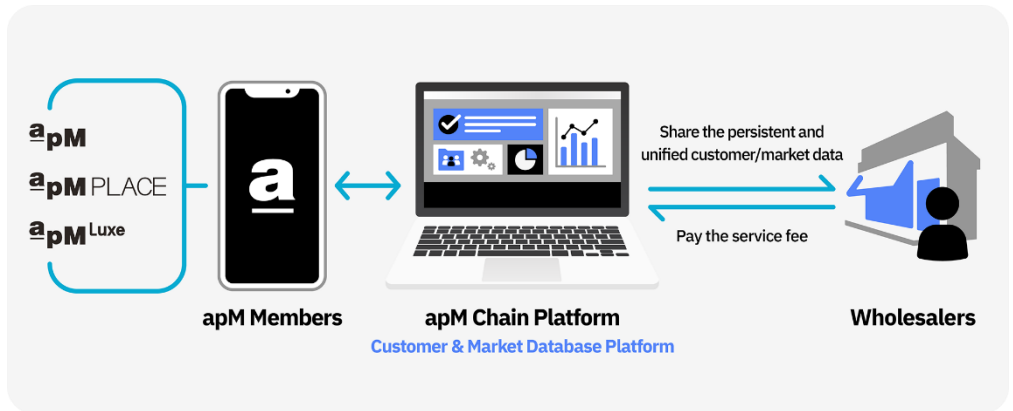 apM
apM PLACE
apM Luxe
a
Share the persistent and
unified customer/market data
Pay the service fee
apM Members
apM Chain Platform
Customer & Market Database Platform
Wholesalers